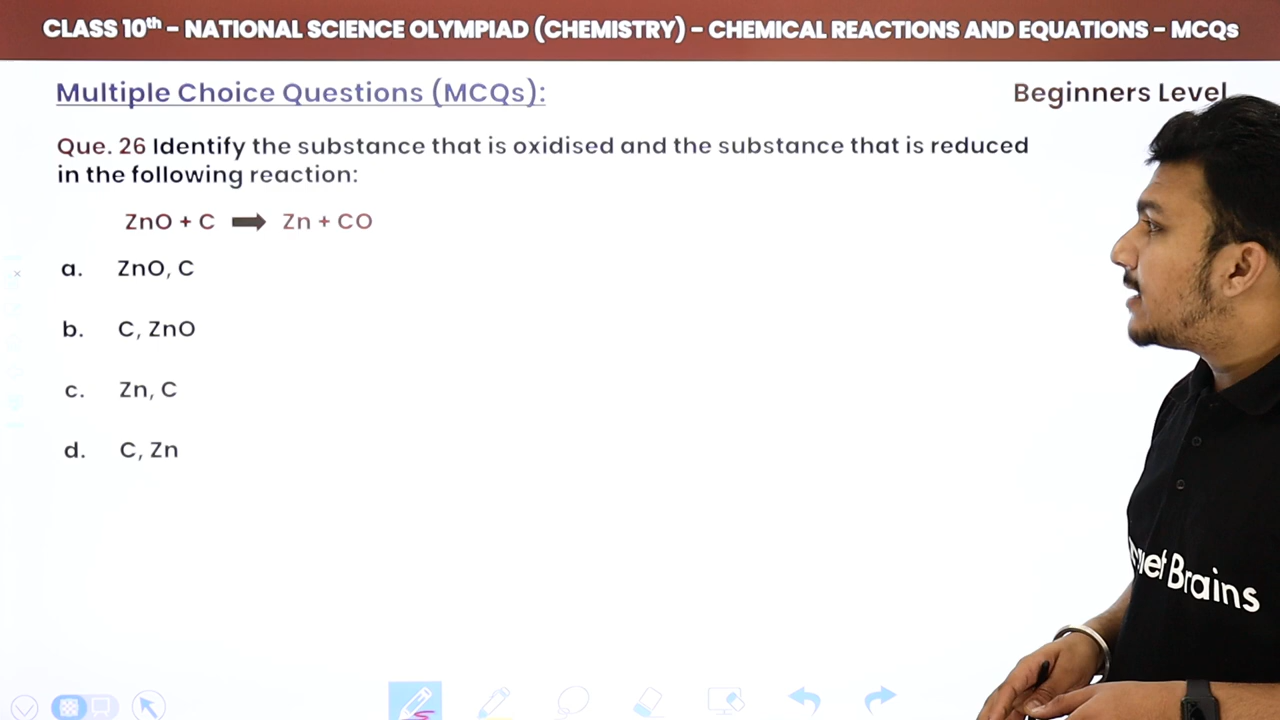 CLASS 10th – NATIONAL SCIENCE OLYMPIAD (CHEMISTRY) – CHEMICAL REACTIONS AND EQUATIONS – MCQs
Multiple Choice Questions (MCQs):
Beginners Level
Que. 26 Identify the substance that is oxidised and the substance that is reduced
in the following reaction:
ZnO + C ➡ Zn + CO
a. ZnO, C
b. C, ZnO
c. Zn, C
d. C, Zn
Brains